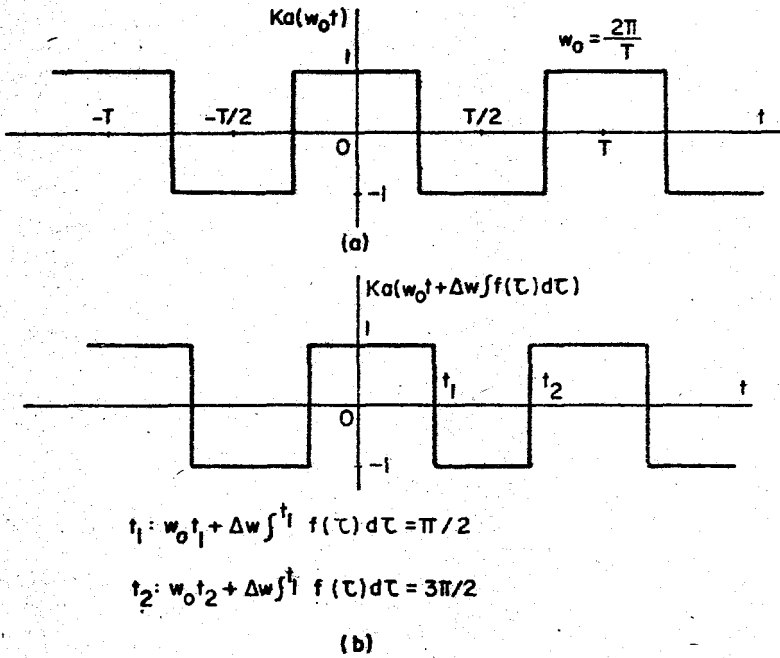 Ka(w₀t)
w₀ = 2π/T
1
-T -T/2 T/2 t
0 T
-1
(a)
Ka(w₀t+Δw∫f(τ)dτ)
1
t₁ t₂ t
0
-1
t₁: w₀t₁ + Δw∫^t₁ f(τ)dτ = π/2
t₂: w₀t₂ + Δw∫^t₁ f(τ)dτ = 3π/2
(b)